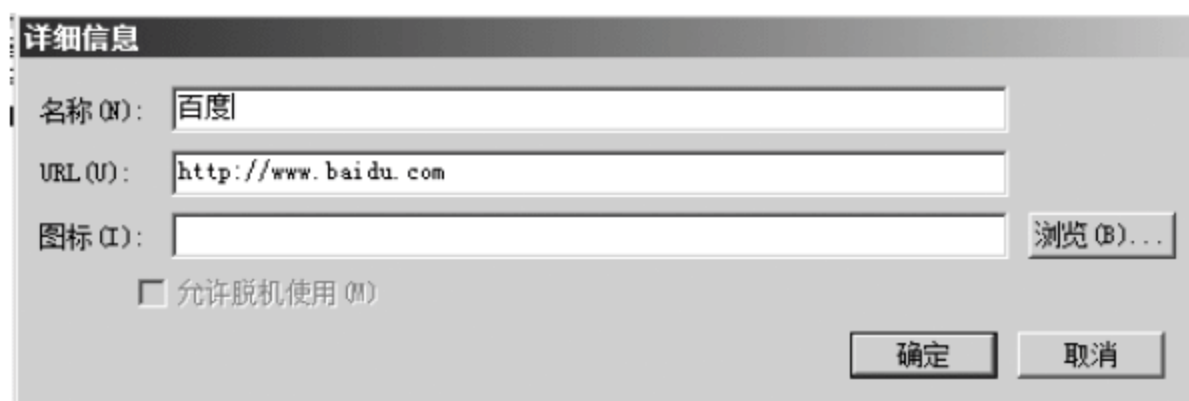 详细信息
名称(N): 百度
URL(U): http://www.baidu.com
图标(I): 浏览(B)...
允许脱机使用(M)
确定 取消